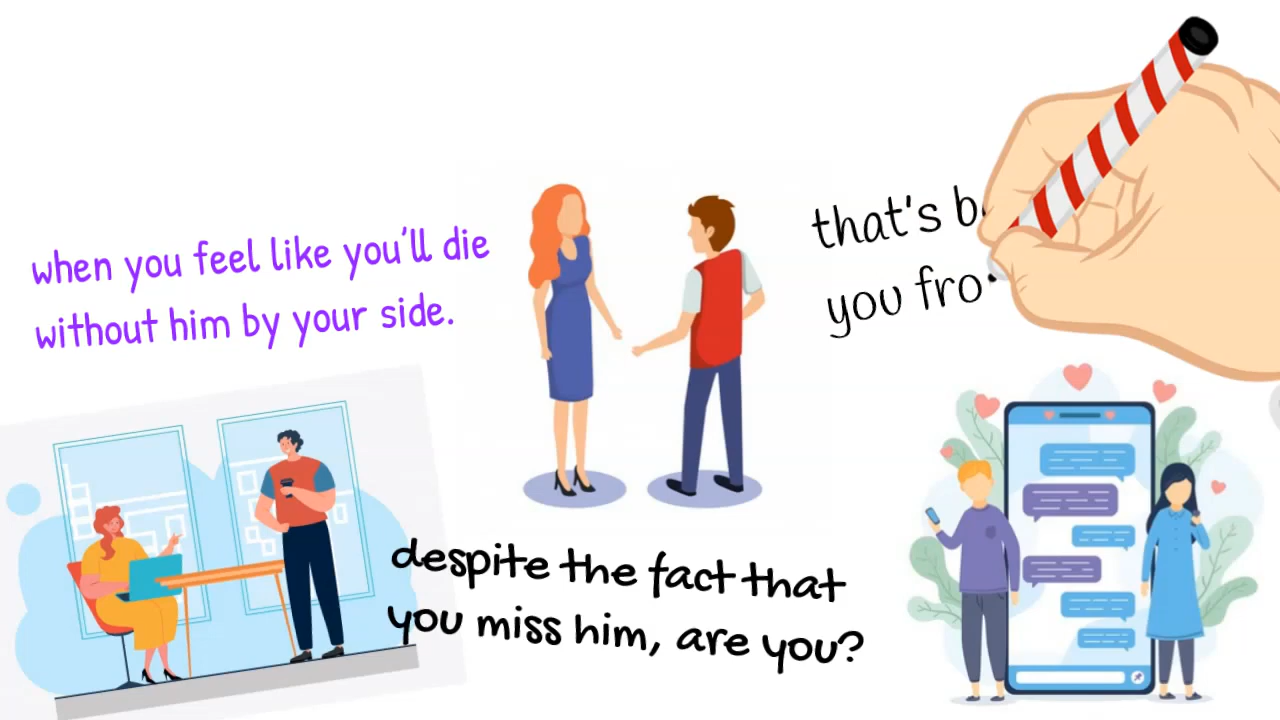 when you feel like you'll die
without him by your side.
despite the fact that
you miss him, are you?
that's
you